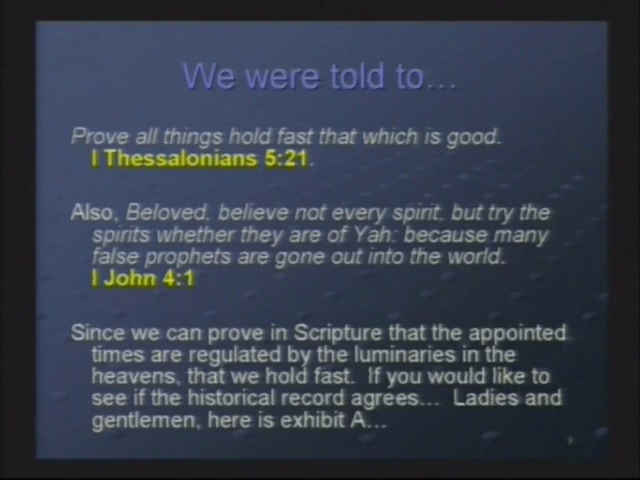 We were told to...
Prove all things hold fast that which is good.
I Thessalonians 5:21.
Also, Beloved. believe not every spirit, but try the
spirits whether they are of Yah: because many
false prophets are gone out into the world.
I John 4:1
Since we can prove in Scripture that the appointed
times are regulated by the luminaries in the
heavens, that we hold fast.  If you would like to
see if the historical record agrees...  Ladies and
gentlemen, here is exhibit A...